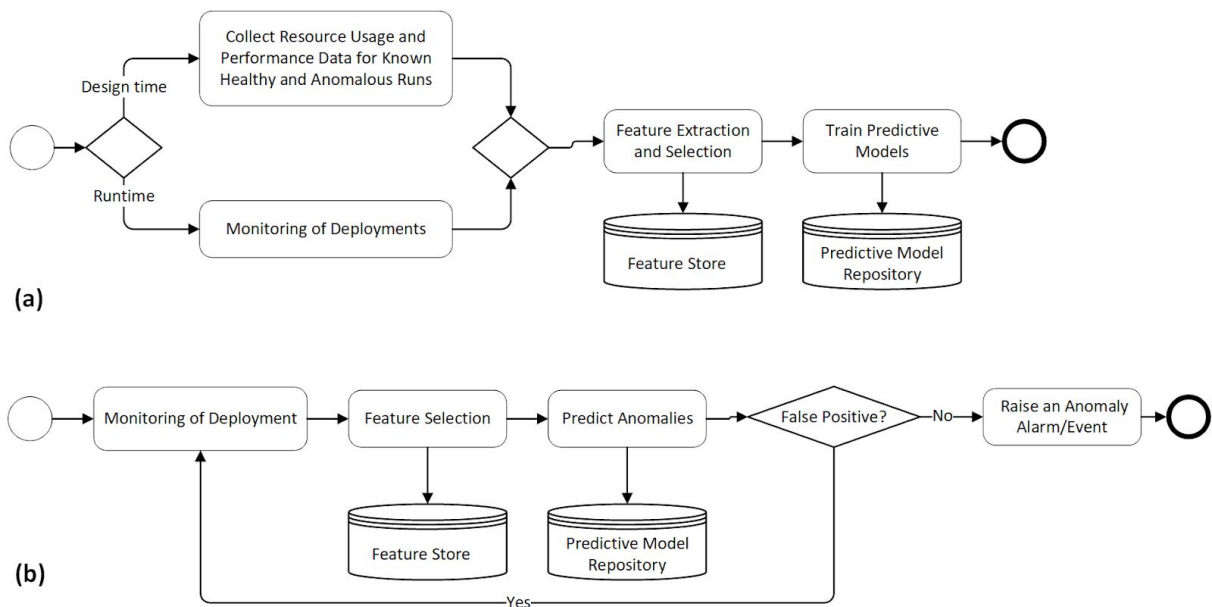 Collect Resource Usage and
Performance Data for Known
Healthy and Anomalous Runs
Design time
Feature Extraction
and Selection
Train Predictive
Models
Runtime
Monitoring of Deployments
Feature Store
Predictive Model
Repository
(a)
Monitoring of Deployment
Feature Selection
Predict Anomalies
False Positive?
No
Raise an Anomaly
Alarm/Event
Feature Store
Predictive Model
Repository
(b)
Yes